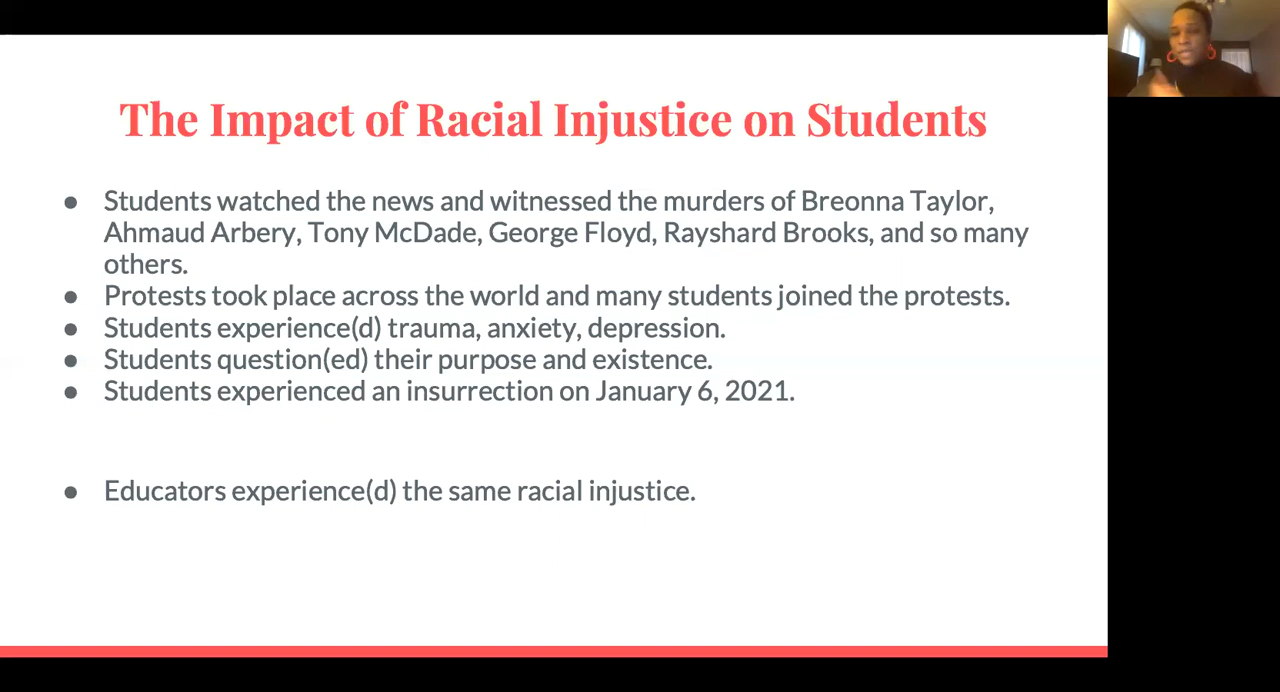 The Impact of Racial Injustice on Students
● Students watched the news and witnessed the murders of Breonna Taylor,
Ahmaud Arbery, Tony McDade, George Floyd, Rayshard Brooks, and so many
others.
● Protests took place across the world and many students joined the protests.
● Students experience(d) trauma, anxiety, depression.
● Students question(ed) their purpose and existence.
● Students experienced an insurrection on January 6, 2021.
● Educators experience(d) the same racial injustice.